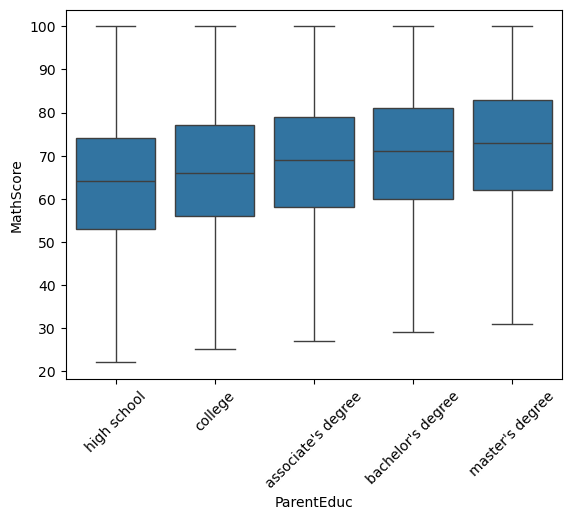 100
90
80
70
60
50
40
30
20
MathScore
high school
college
associate's degree
bachelor's degree
master's degree
ParentEduc